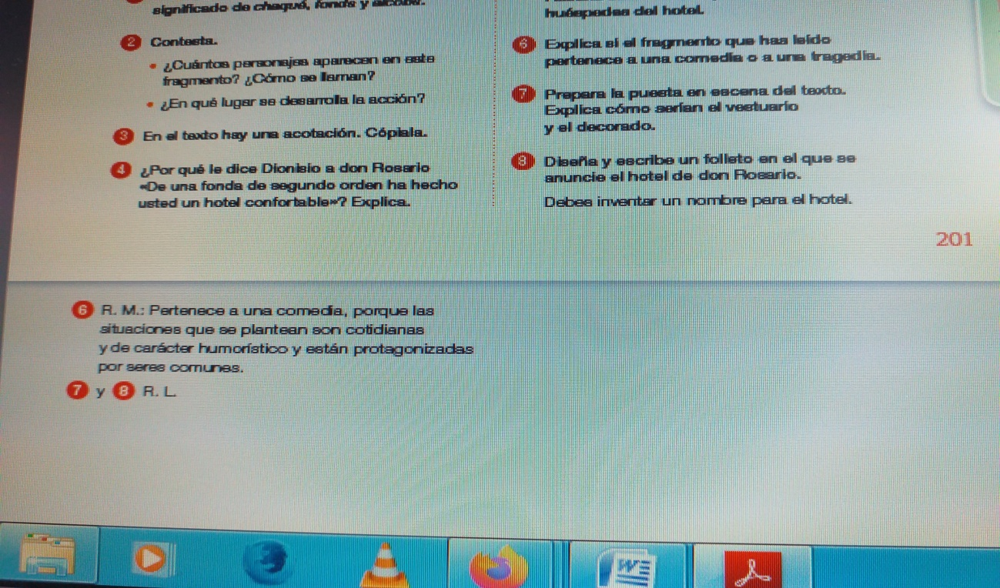 significado de chaqué, fonda y alcoba.
2 Contesta.
• ¿Cuántos personajes aparecen en este
fragmento? ¿Cómo se llaman?
• ¿En qué lugar se desarrolla la acción?
3 En el texto hay una acotación. Cópiala.
4 ¿Por qué le dice Dionisio a don Rosario
«De una fonda de segundo orden ha hecho
usted un hotel confortable»? Explica.
huéspedes del hotel.
6 Explica si el fragmento que has leído
pertenece a una comedia o a una tragedia.
7 Prepara la puesta en escena del texto.
Explica cómo serían el vestuario
y el decorado.
8 Diseña y escribe un folleto en el que se
anuncie el hotel de don Rosario.
Debes inventar un nombre para el hotel.
201
6 R. M.: Pertenece a una comedia, porque las
situaciones que se plantean son cotidianas
y de carácter humorístico y están protagonizadas
por seres comunes.
7 y 8 R. L.
W